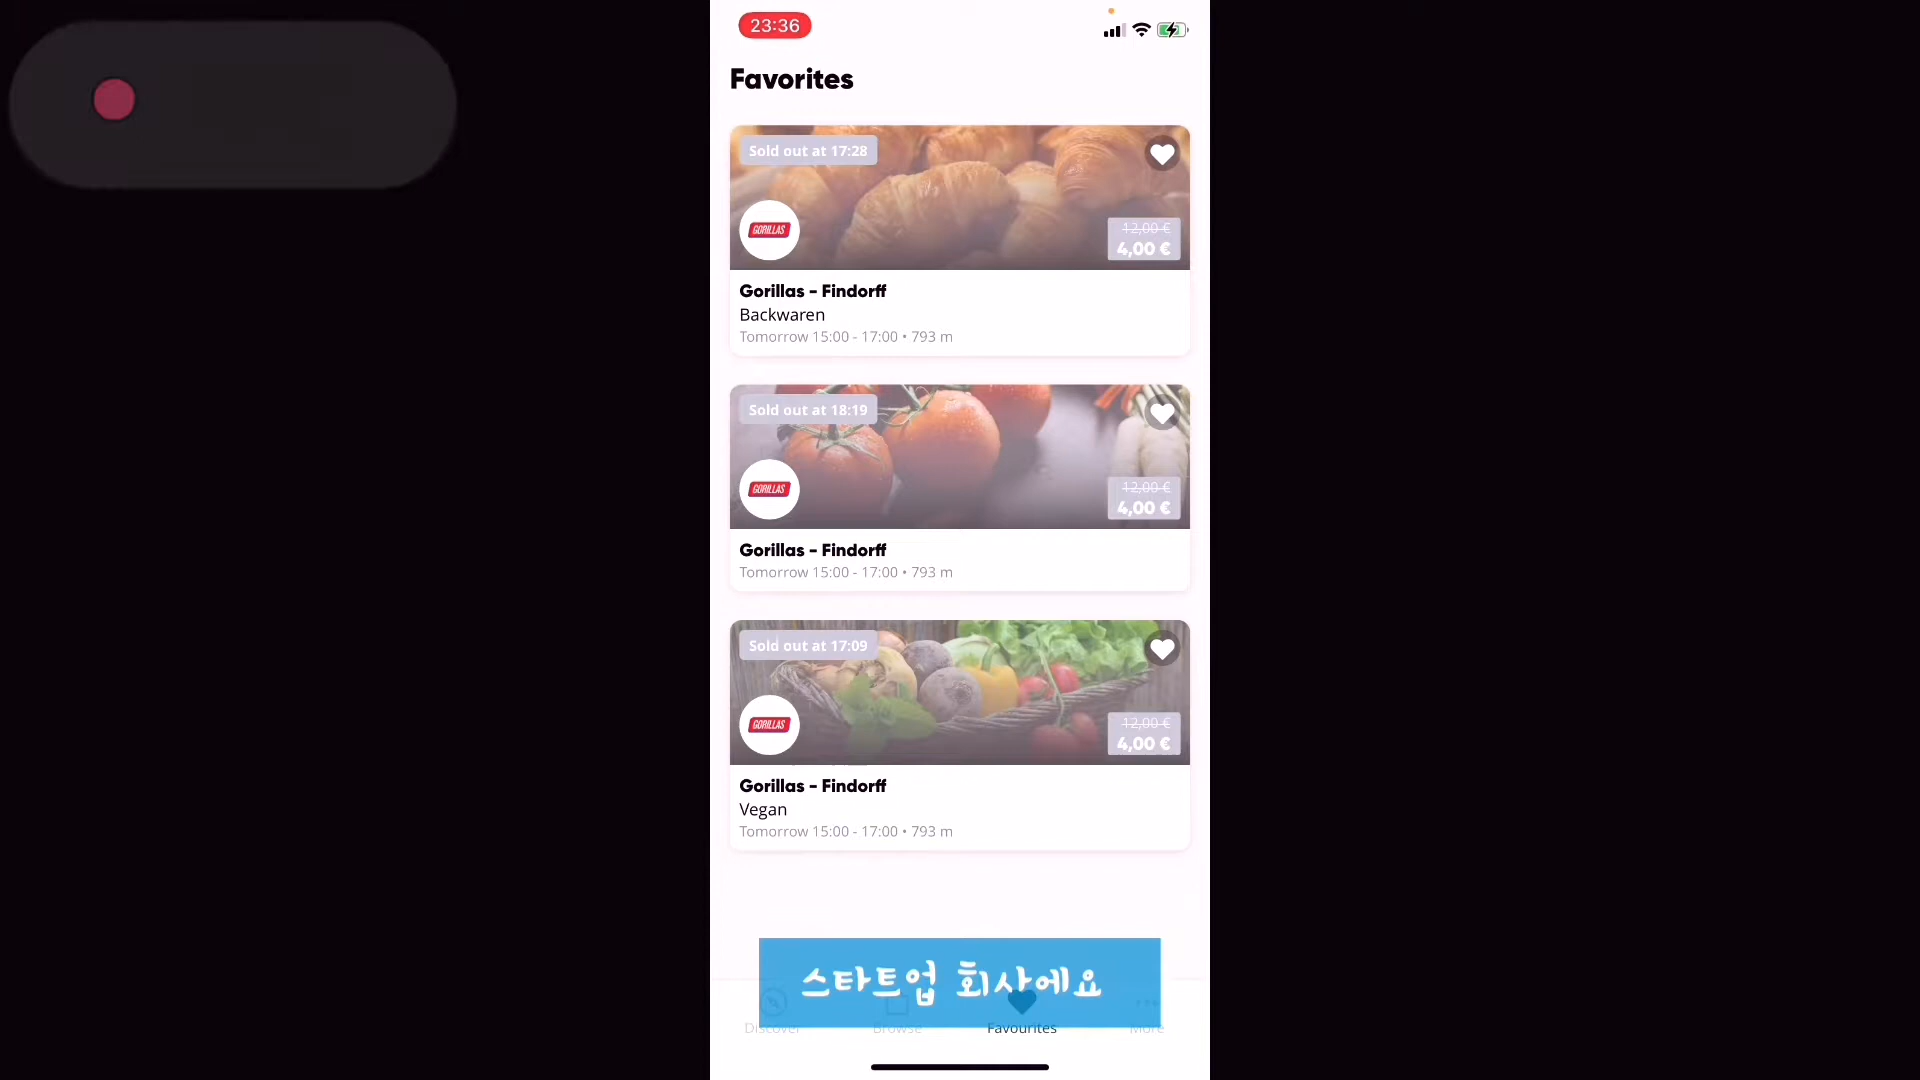 23:36
Favorites
Sold out at 17:28
GORILLAS
12,00 €
4,00 €
Gorillas - Findorff
Backwaren
Tomorrow 15:00 - 17:00 • 793 m
Sold out at 18:19
GORILLAS
12,00 €
4,00 €
Gorillas - Findorff
Tomorrow 15:00 - 17:00 • 793 m
Sold out at 17:09
GORILLAS
12,00 €
4,00 €
Gorillas - Findorff
Vegan
Tomorrow 15:00 - 17:00 • 793 m
스타트업 회사에요
Discover Browse Favourites More